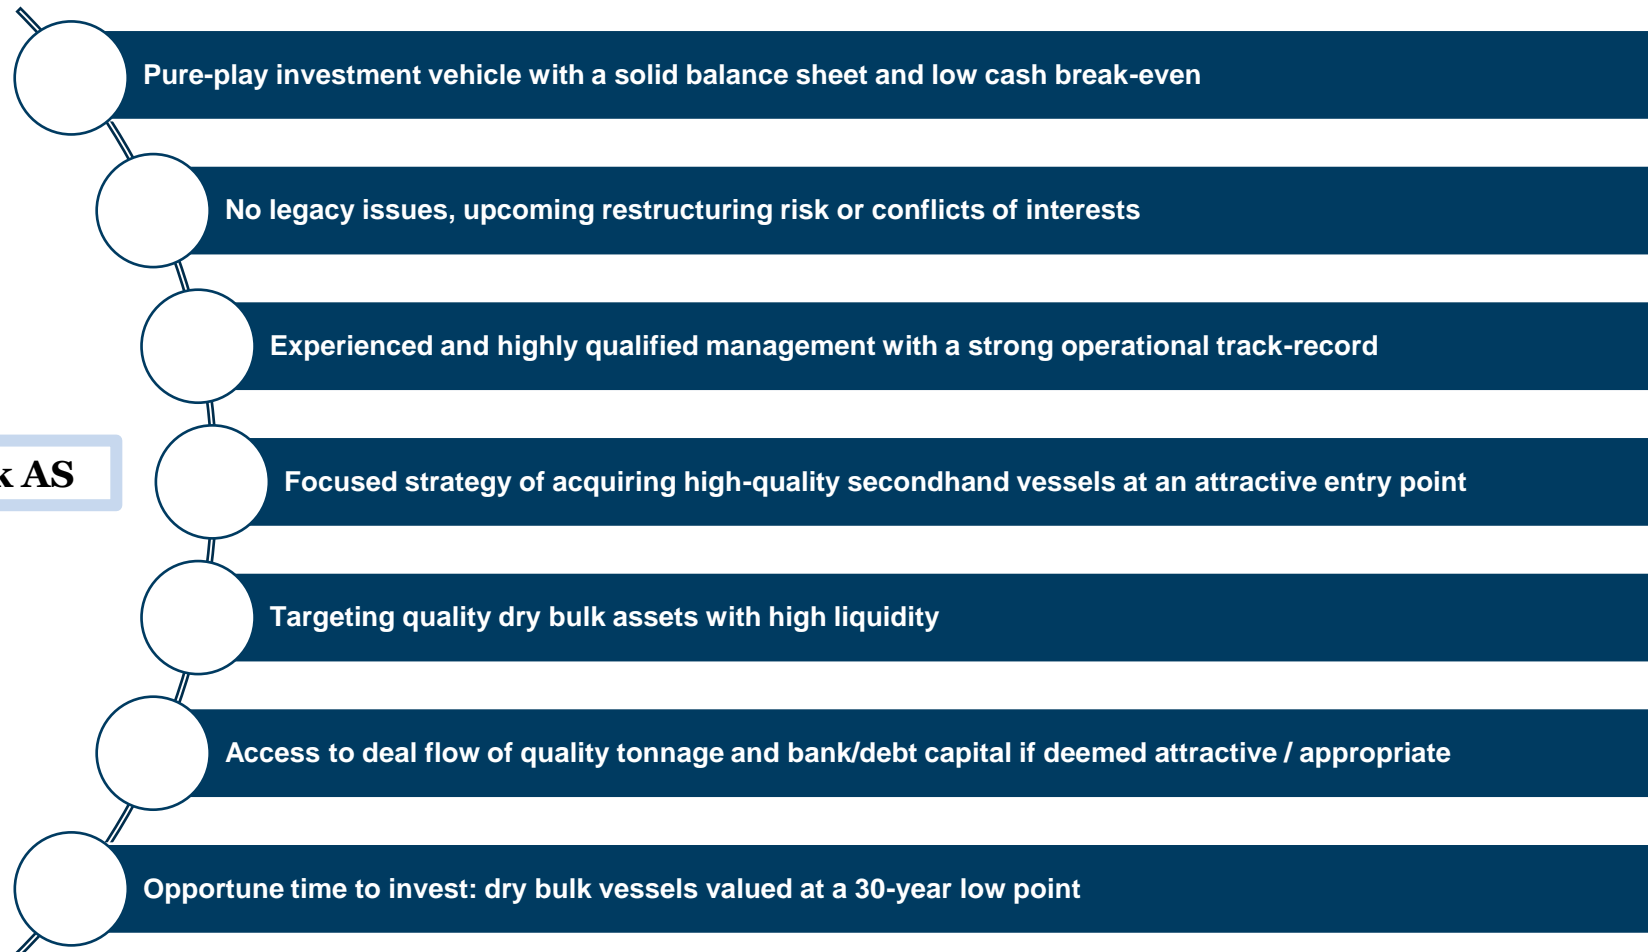 Pure-play investment vehicle with a solid balance sheet and low cash break-even
No legacy issues, upcoming restructuring risk or conflicts of interests
Experienced and highly qualified management with a strong operational track-record
k AS
Focused strategy of acquiring high-quality secondhand vessels at an attractive entry point
Targeting quality dry bulk assets with high liquidity
Access to deal flow of quality tonnage and bank/debt capital if deemed attractive / appropriate
Opportune time to invest: dry bulk vessels valued at a 30-year low point